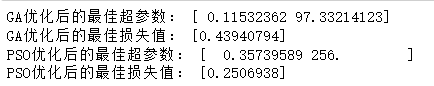 GA优化后的最佳超参数： [ 0.11532362 97.33214123]
GA优化后的最佳损失值： [0.43940794]
PSO优化后的最佳超参数： [  0.35739589 256.        ]
PSO优化后的最佳损失值： [0.2506938]